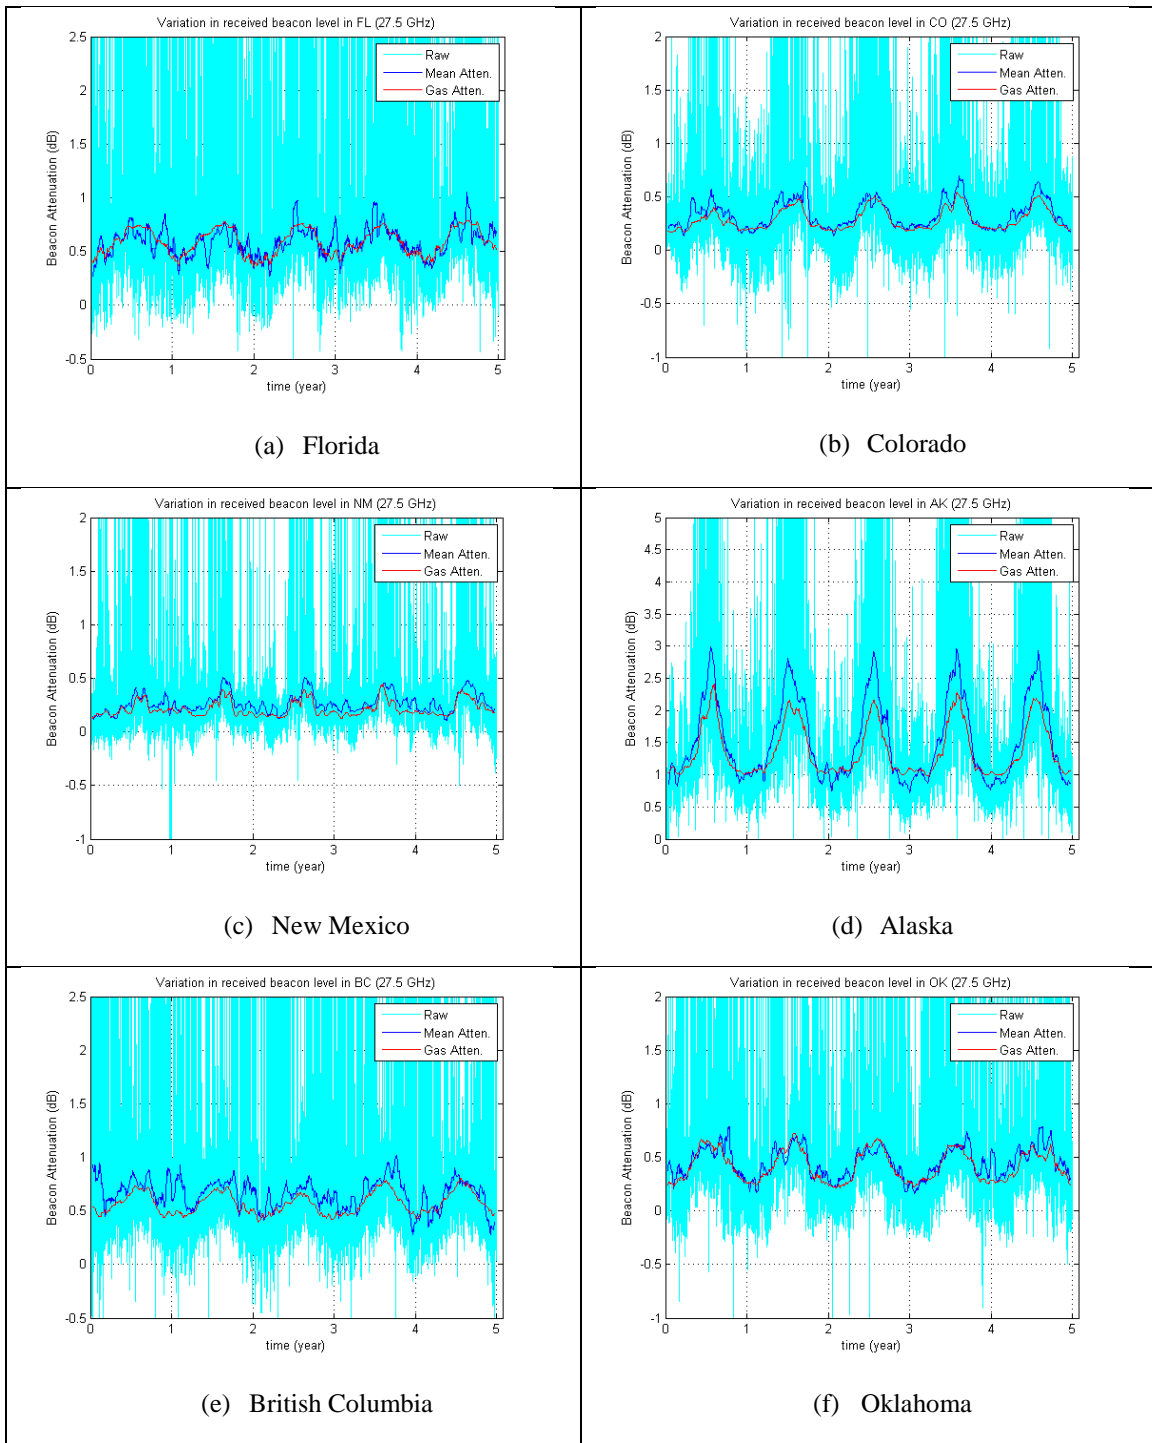 Variation in received beacon level in FL (27.5 GHz)
2.5
2
1.5
1
0.5
0
-0.5
Beacon Attenuation (dB)
Raw
Mean Atten.
Gas Atten.
0 1 2 3 4 5
time (year)
(a) Florida
Variation in received beacon level in CO (27.5 GHz)
2
1.5
1
0.5
0
-0.5
-1
Beacon Attenuation (dB)
Raw
Mean Atten.
Gas Atten.
0 1 2 3 4 5
time (year)
(b) Colorado
Variation in received beacon level in NM (27.5 GHz)
2
1.5
1
0.5
0
-0.5
-1
Beacon Attenuation (dB)
Raw
Mean Atten.
Gas Atten.
0 1 2 3 4 5
time (year)
(c) New Mexico
Variation in received beacon level in AK (27.5 GHz)
5
4.5
4
3.5
3
2.5
2
1.5
1
0.5
0
Beacon Attenuation (dB)
Raw
Mean Atten.
Gas Atten.
0 1 2 3 4 5
time (year)
(d) Alaska
Variation in received beacon level in BC (27.5 GHz)
2.5
2
1.5
1
0.5
0
-0.5
Beacon Attenuation (dB)
Raw
Mean Atten.
Gas Atten.
0 1 2 3 4 5
time (year)
(e) British Columbia
Variation in received beacon level in OK (27.5 GHz)
2
1.5
1
0.5
0
-0.5
-1
Beacon Attenuation (dB)
Raw
Mean Atten.
Gas Atten.
0 1 2 3 4 5
time (year)
(f) Oklahoma